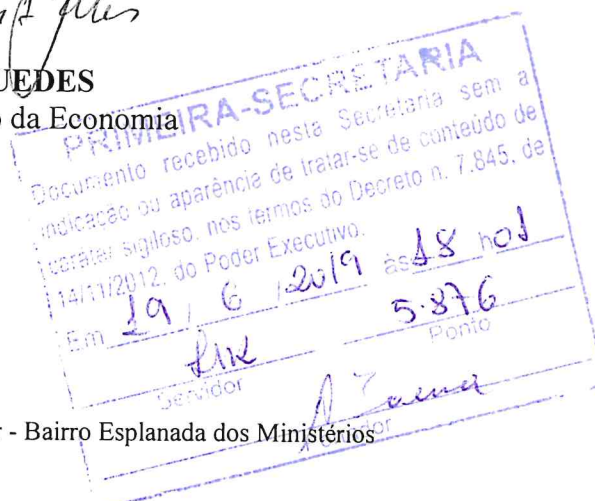 UEDES
o da Economia
PRIMEIRA-SECRETARIA
Documento recebido nesta Secretaria sem a
indicação ou aparência de tratar-se de conteúdo de
caráter sigiloso, nos termos do Decreto n. 7.845, de
14/11/2012, do Poder Executivo.
Em 19 / 6 / 2019 às 18 h 01
5.876
Servidor Ponto
- Bairro Esplanada dos Ministérios